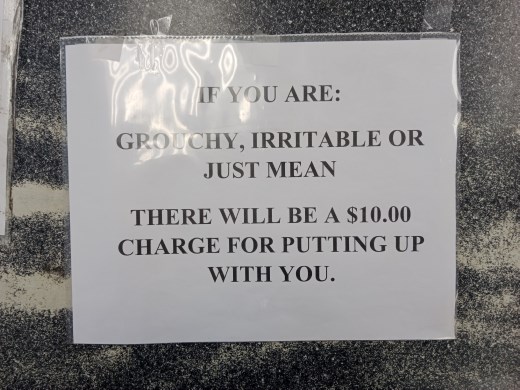 IF YOU ARE:
GROUCHY, IRRITABLE OR
JUST MEAN
THERE WILL BE A $10.00
CHARGE FOR PUTTING UP
WITH YOU.